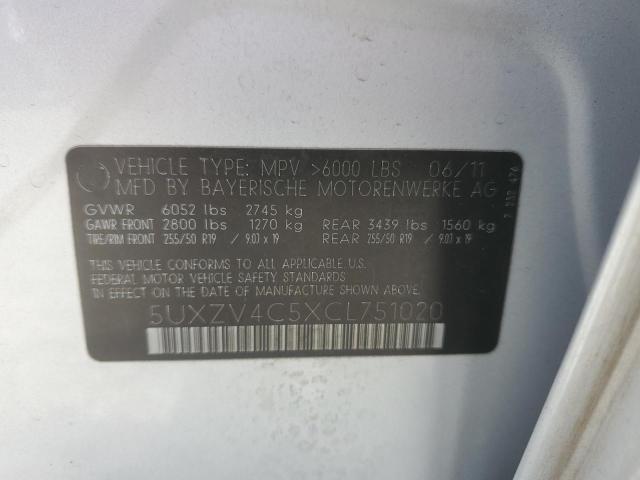 VEHICLE TYPE: MPV >6000 LBS 06/11
MFD BY BAYERISCHE MOTORENWERKE AG
GVWR 6052 lbs 2745 kg
GAWR FRONT 2800 lbs 1270 kg REAR 3439 lbs 1560 kg
TIRE/RIM FRONT 255/50 R19 / 9.0J x 19 REAR 255/50 R19 / 9.0J x 19
THIS VEHICLE CONFORMS TO ALL APPLICABLE U.S.
FEDERAL MOTOR VEHICLE SAFETY STANDARDS
IN EFFECT ON THE DATE OF MANUFACTURE SHOWN ABOVE.
5UXZV4C5XCL751020